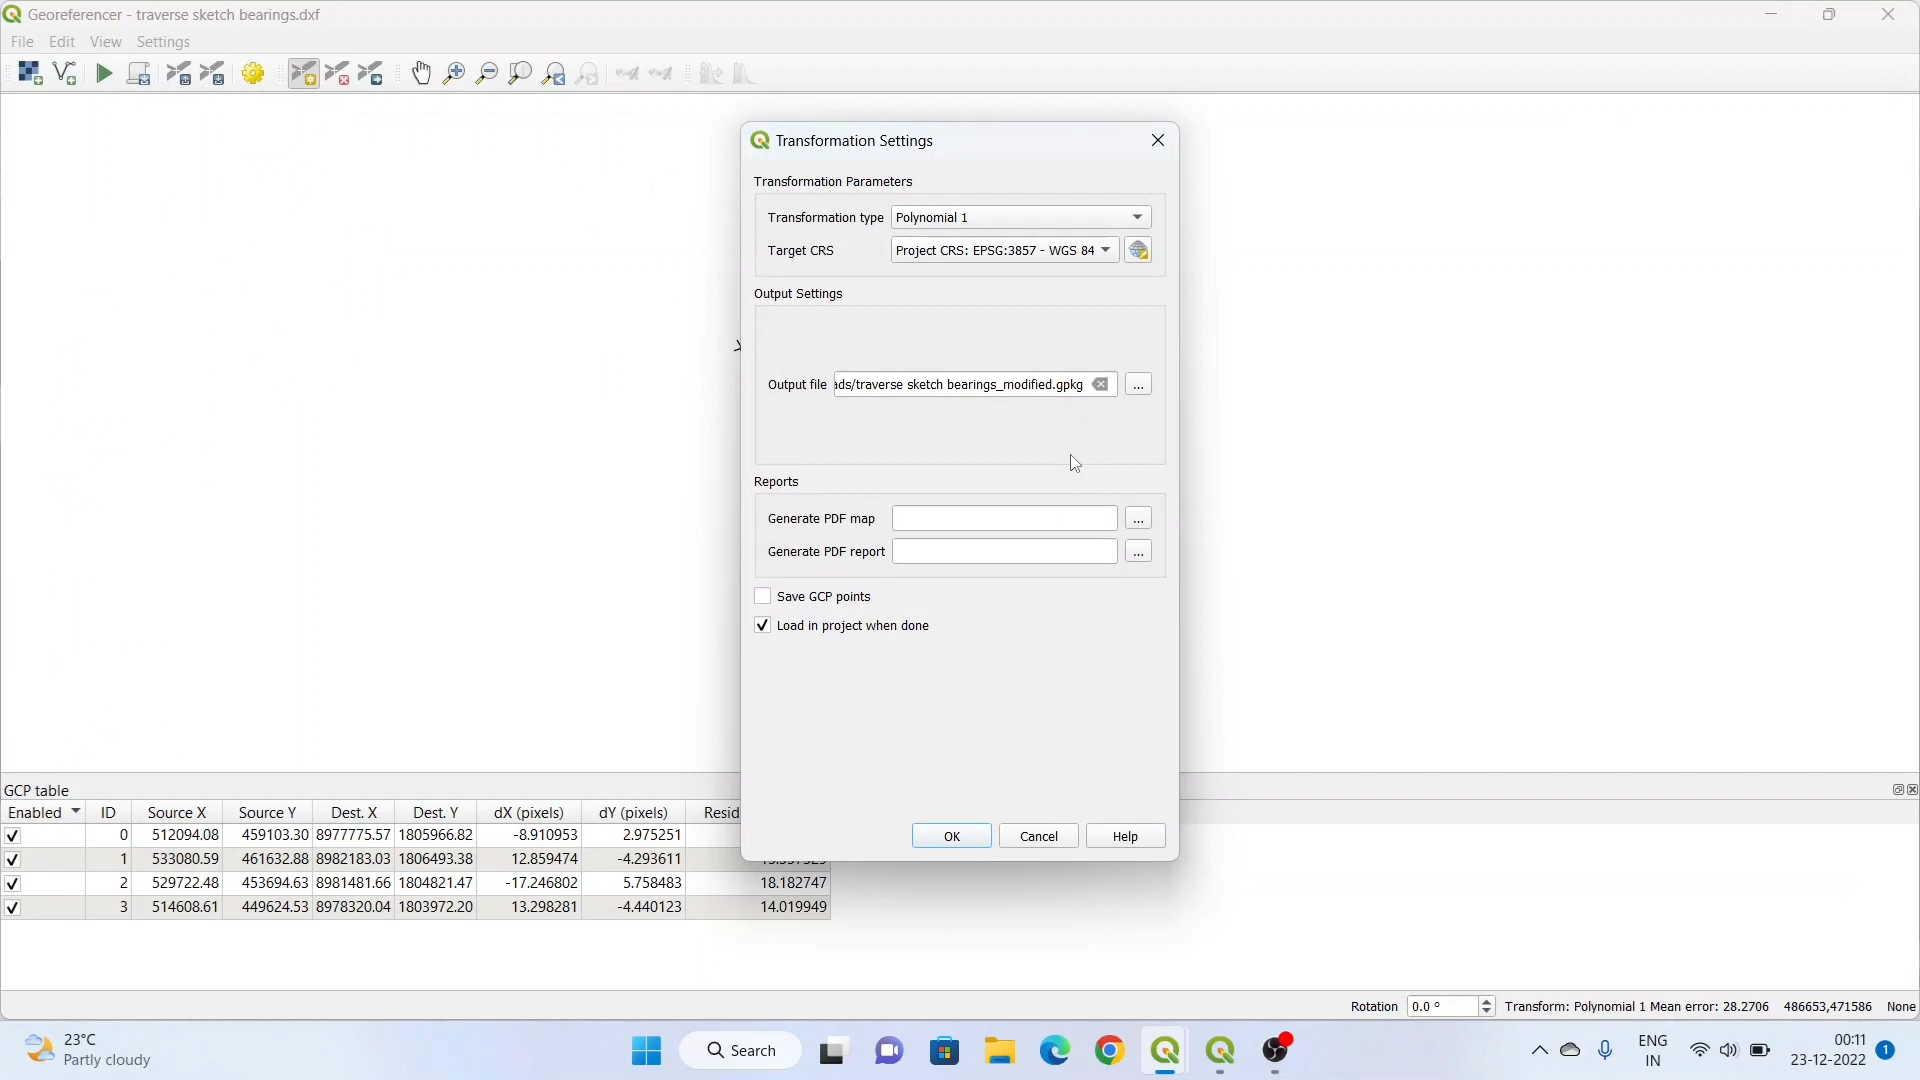 Georeferencer - traverse sketch bearings.dxf
File Edit View Settings
Transformation Settings
Transformation Parameters
Transformation type Polynomial 1
Target CRS Project CRS: EPSG:3857 - WGS 84
Output Settings
Output file ads/traverse sketch bearings_modified.gpkg ...
Reports
Generate PDF map ...
Generate PDF report ...
Save GCP points
Load in project when done
OK Cancel Help
GCP table
Enabled ID Source X Source Y Dest. X Dest. Y dX (pixels) dY (pixels) Resid
0 512094.08 459103.30 8977775.57 1805966.82 -8.910953 2.975251
1 533080.59 461632.88 8982183.03 1806493.38 12.859474 -4.293611
2 529722.48 453694.63 8981481.66 1804821.47 -17.246802 5.758483 18.182747
3 514608.61 449624.53 8978320.04 1803972.20 13.298281 -4.440123 14.019949
Rotation 0.0 ° Transform: Polynomial 1 Mean error: 28.2706 486653,471586 None
23°C
Partly cloudy
Search
ENG
IN
00:11
23-12-2022
1